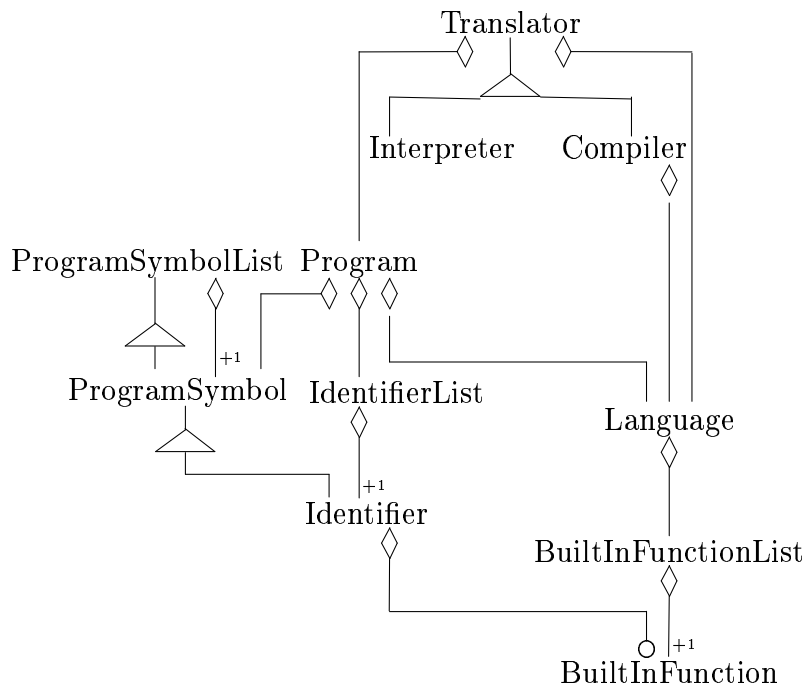 Translator
Interpreter Compiler
ProgramSymbolList Program
+1
ProgramSymbol IdentifierList
Language
+1
Identifier
BuiltInFunctionList
+1
BuiltInFunction